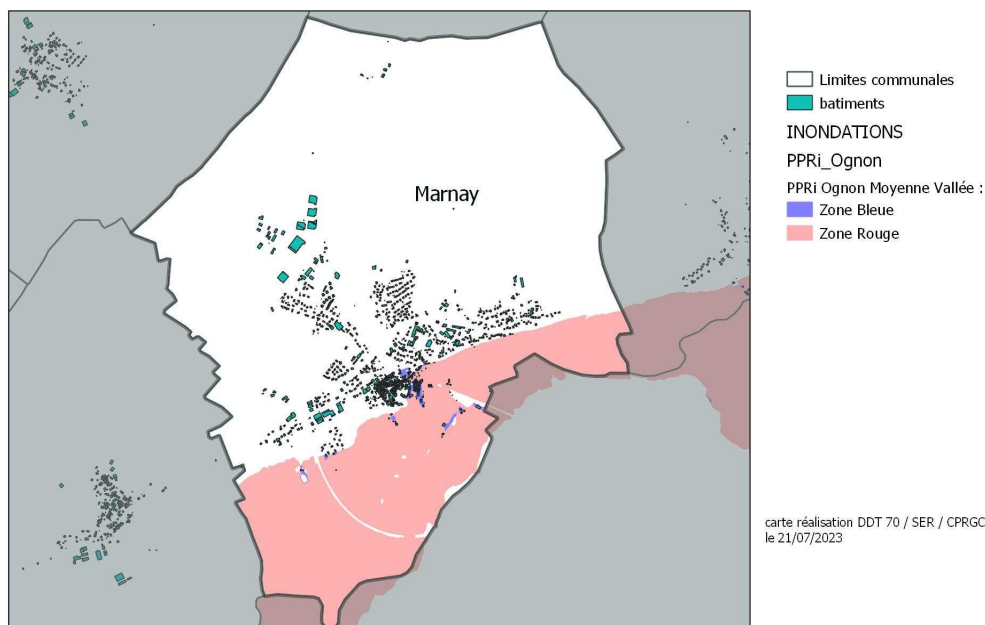 Marnay
Limites communales
batiments
INONDATIONS
PPRi_Ognon
PPRi Ognon Moyenne Vallée :
Zone Bleue
Zone Rouge
carte réalisation DDT 70 / SER / CPRGC
le 21/07/2023